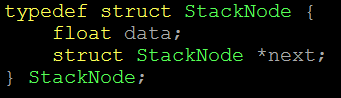 typedef struct StackNode {
    float data;
    struct StackNode *next;
} StackNode;